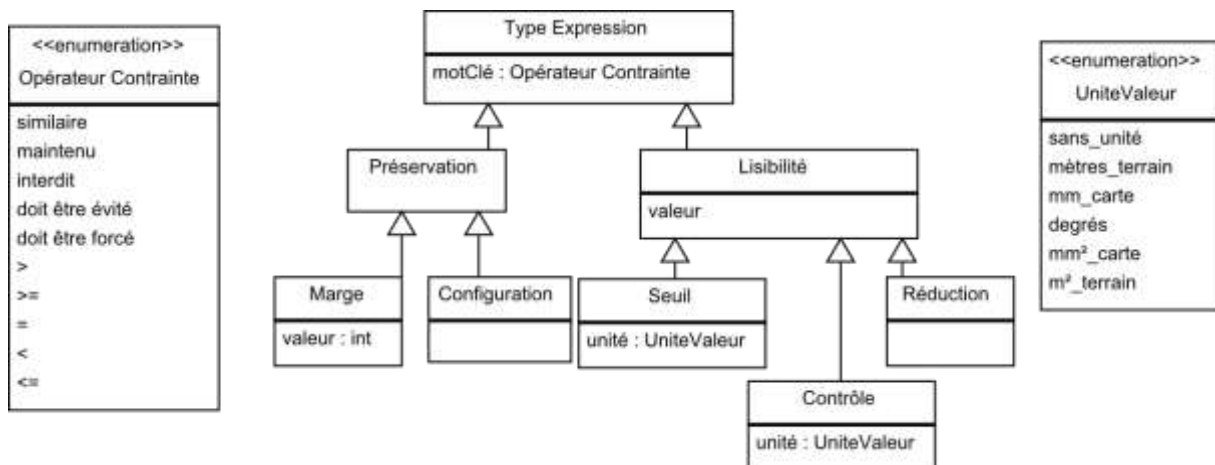 <<enumeration>>
Opérateur Contrainte
similaire
maintenu
interdit
doit être évité
doit être forcé
>
>=
=
<
<=
Type Expression
motClé : Opérateur Contrainte
Préservation
Lisibilité
valeur
Marge
valeur : int
Configuration
Seuil
unité : UniteValeur
Réduction
Contrôle
unité : UniteValeur
<<enumeration>>
UniteValeur
sans_unité
mètres_terrain
mm_carte
degrés
mm²_carte
m²_terrain